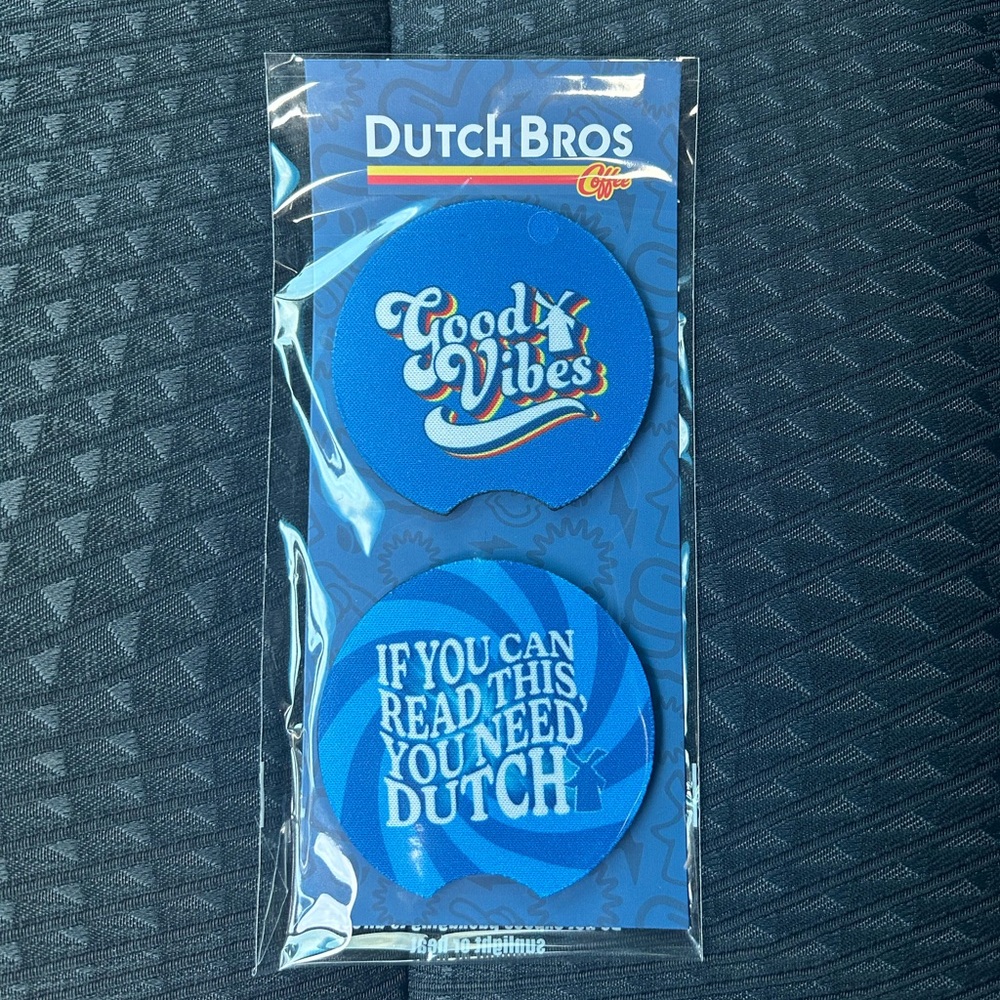 DUTCH BROS
Coffee
Good
Vibes
IF YOU CAN
READ THIS,
YOU NEED
DUTCH
sunlight or heat